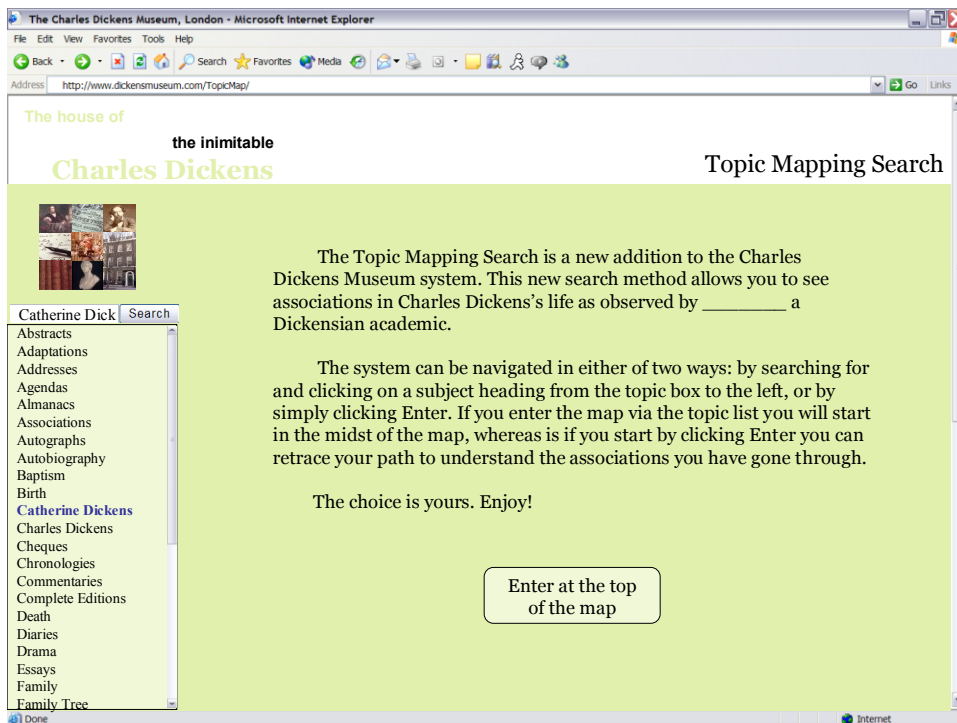 The Charles Dickens Museum, London - Microsoft Internet Explorer
File Edit View Favorites Tools Help
Back Search Favorites Media
Address http://www.dickensmuseum.com/TopicMap/ Go Links
The house of
the inimitable
Charles Dickens
Topic Mapping Search
Catherine Dick Search
Abstracts
Adaptations
Addresses
Agendas
Almanacs
Associations
Autographs
Autobiography
Baptism
Birth
Catherine Dickens
Charles Dickens
Cheques
Chronologies
Commentaries
Complete Editions
Death
Diaries
Drama
Essays
Family
Family Tree
The Topic Mapping Search is a new addition to the Charles
Dickens Museum system. This new search method allows you to see
associations in Charles Dickens's life as observed by _______ a
Dickensian academic.
The system can be navigated in either of two ways: by searching for
and clicking on a subject heading from the topic box to the left, or by
simply clicking Enter. If you enter the map via the topic list you will start
in the midst of the map, whereas is if you start by clicking Enter you can
retrace your path to understand the associations you have gone through.
The choice is yours. Enjoy!
Enter at the top
of the map
Done Internet